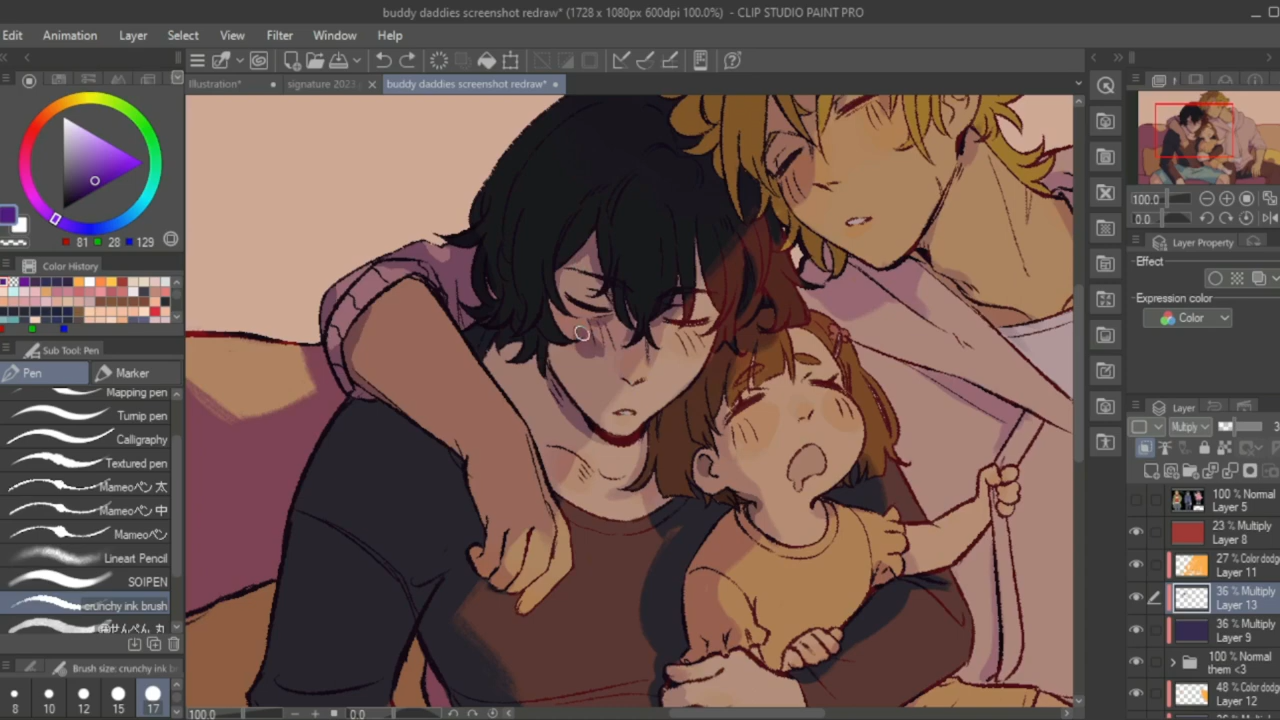 buddy daddies screenshot redraw* (1728 x 1080px 600dpi 100.0%) - CLIP STUDIO PAINT PRO
Edit Animation Layer Select View Filter Window Help
Illustration* signature 2023 buddy daddies screenshot redraw*
100.0
0.0
81 28 129
Layer Property
Color History
Effect
Expression color
Color
Sub Tool: Pen
Pen Marker
Mapping pen
Turnip pen
Calligraphy
Textured pen
Mameoペン 太
Mameoペン 中
Mameoペン
Lineart Pencil
SOIPEN
crunchy ink brush
Layer
Multiply 3
100 % Normal
Layer 5
23 % Multiply
Layer 8
27 % Color dodge
Layer 11
36 % Multiply
Layer 13
36 % Multiply
Layer 9
100 % Normal
them <3
48 % Color dodge
Layer 12
Brush size: crunchy ink br
8 10 12 15 17
100.0 0.0